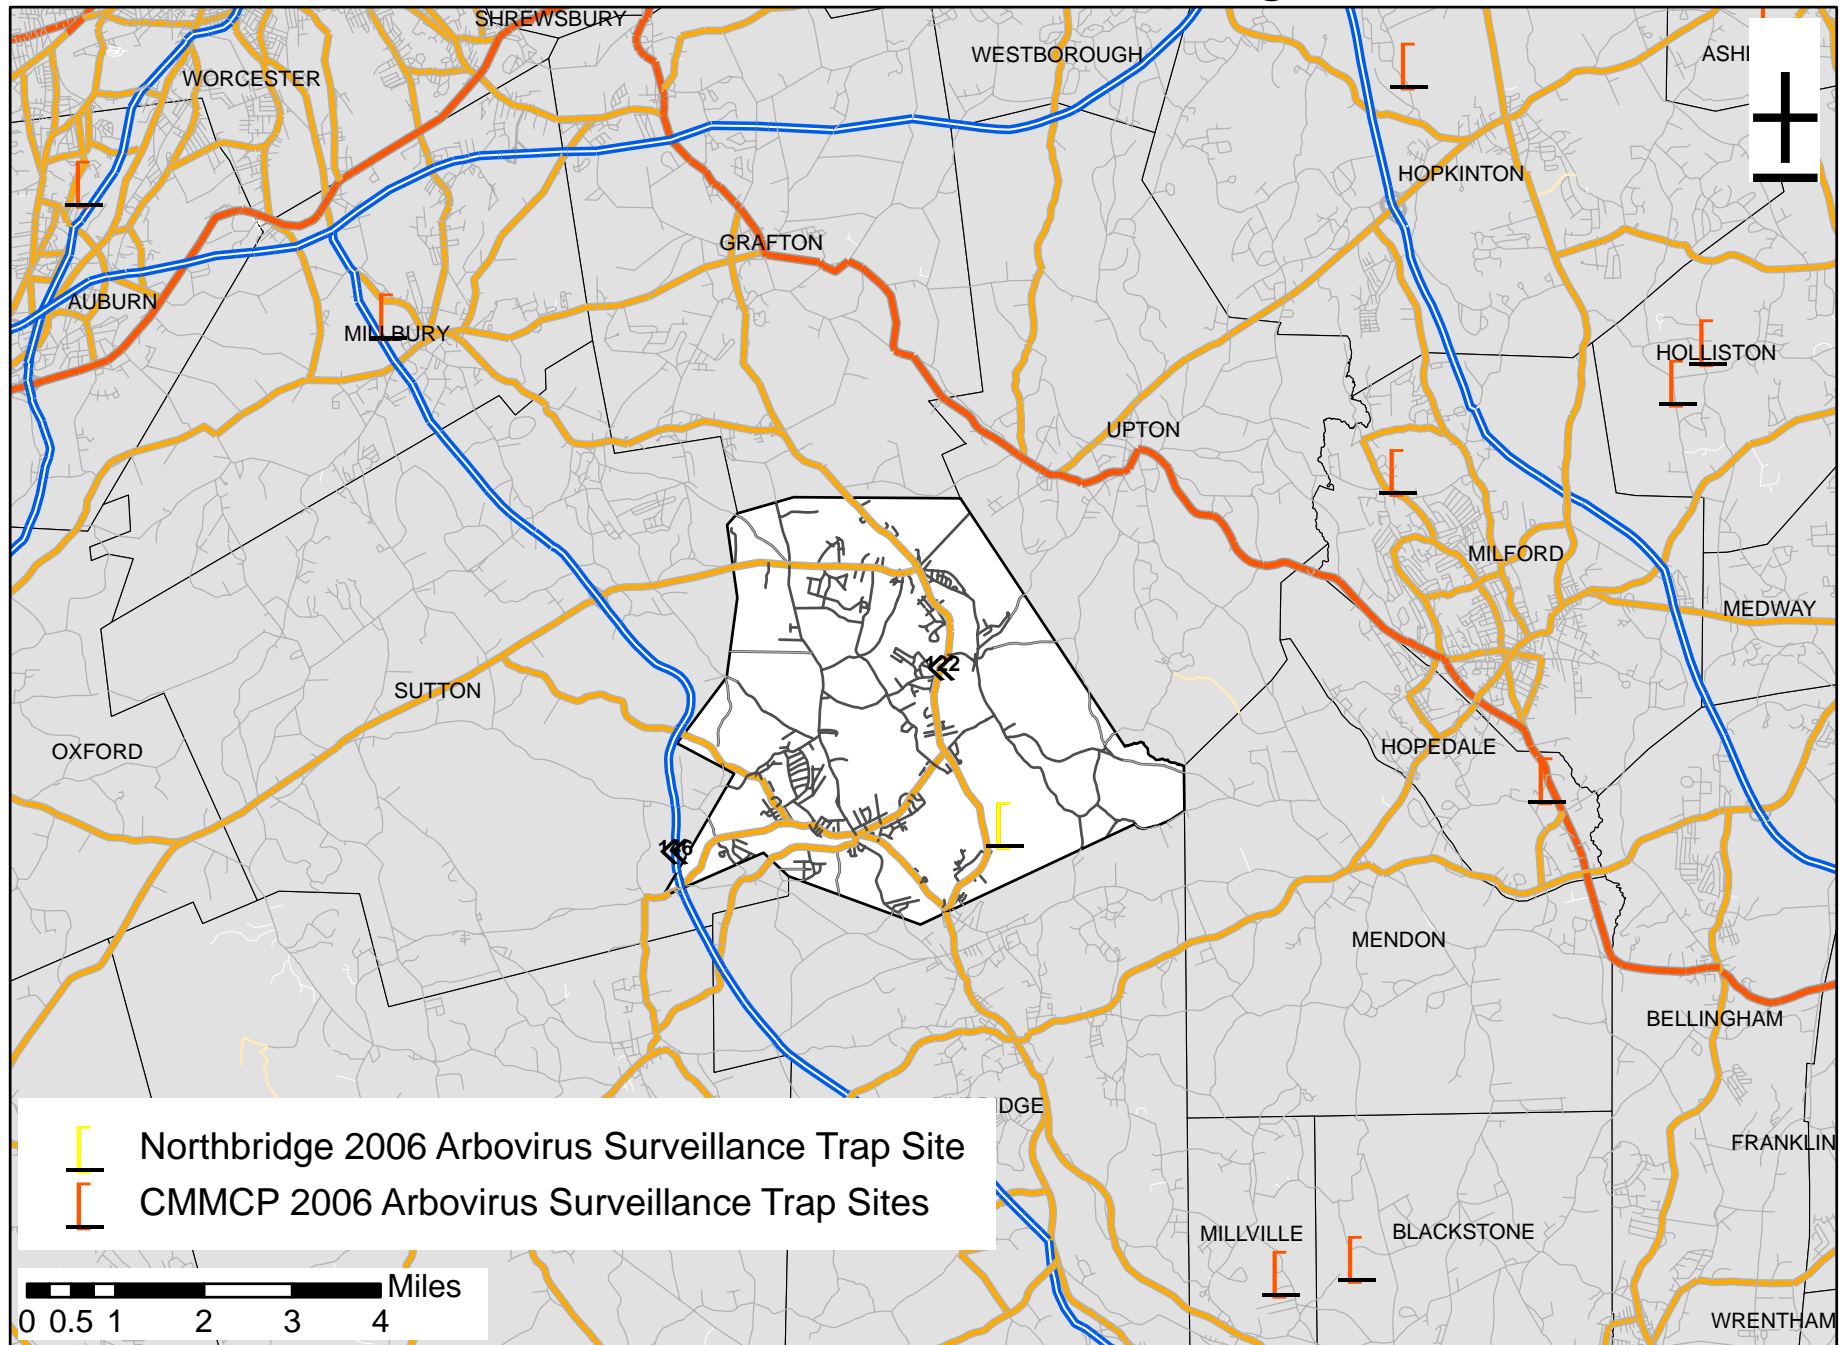 SHREWSBURY
WESTBOROUGH
WORCESTER
HOPKINTON
GRAFTON
AUBURN
MILLBURY
HOLLISTON
UPTON
MILFORD
MEDWAY
122
SUTTON
OXFORD
HOPEDALE
146
MENDON
BELLINGHAM
FRANKLIN
Northbridge 2006 Arbovirus Surveillance Trap Site
CMMCP 2006 Arbovirus Surveillance Trap Sites
MILLVILLE
BLACKSTONE
Miles
0 0.5 1 2 3 4
WRENTHAM